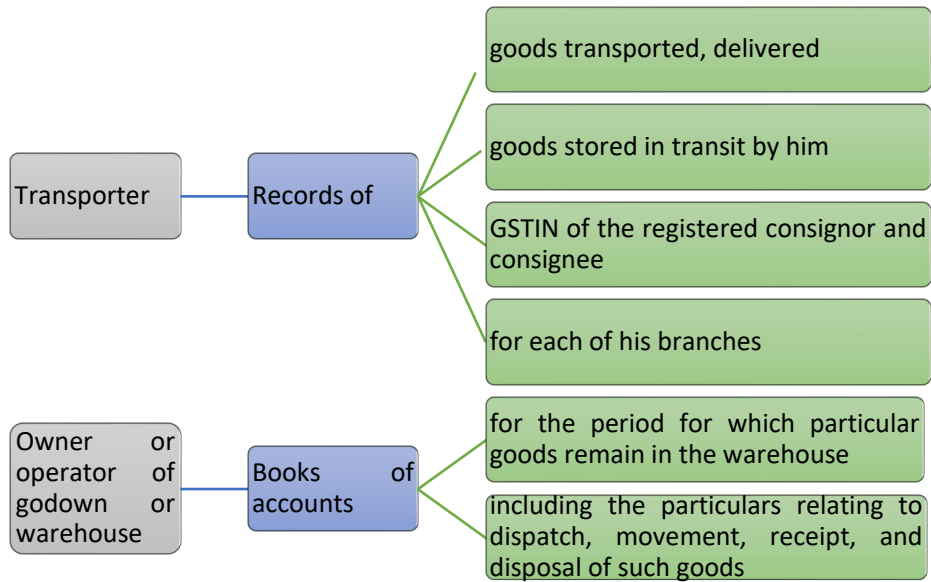 Transporter
Records of
goods transported, delivered
goods stored in transit by him
GSTIN of the registered consignor and
consignee
for each of his branches
Owner or
operator of
godown or
warehouse
Books of
accounts
for the period for which particular
goods remain in the warehouse
including the particulars relating to
dispatch, movement, receipt, and
disposal of such goods